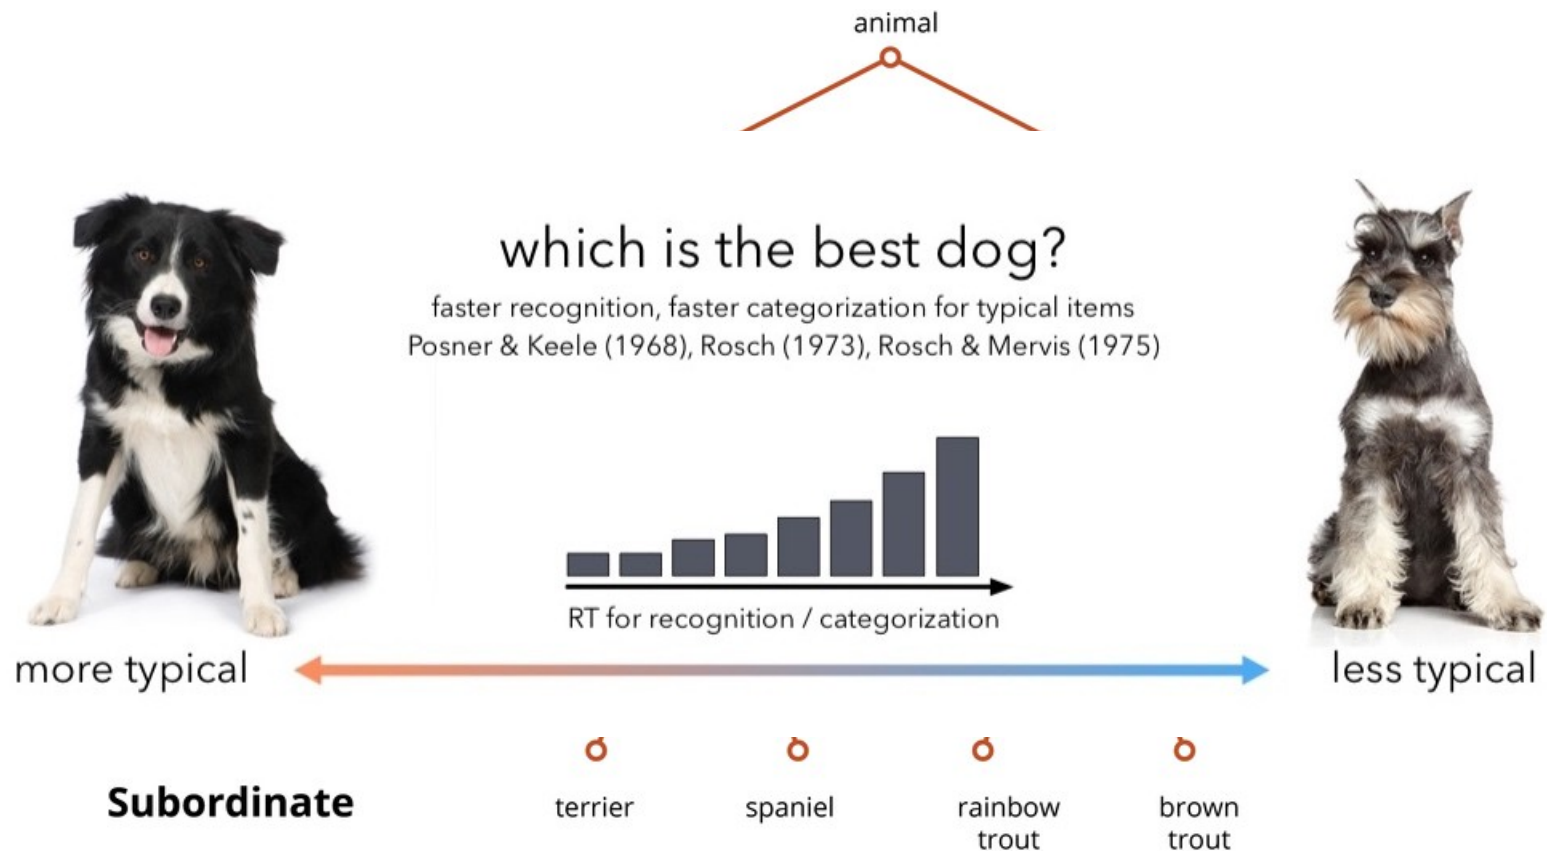 animal
which is the best dog?
faster recognition, faster categorization for typical items
Posner & Keele (1968), Rosch (1973), Rosch & Mervis (1975)
RT for recognition / categorization
more typical
less typical
Subordinate
terrier
spaniel
rainbow
trout
brown
trout